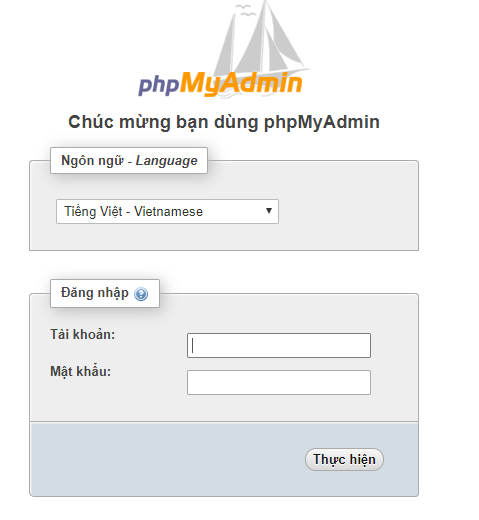 phpMyAdmin
Chúc mừng bạn dùng phpMyAdmin
Ngôn ngữ - Language
Tiếng Việt - Vietnamese
Đăng nhập
Tài khoản:
Mật khẩu:
Thực hiện